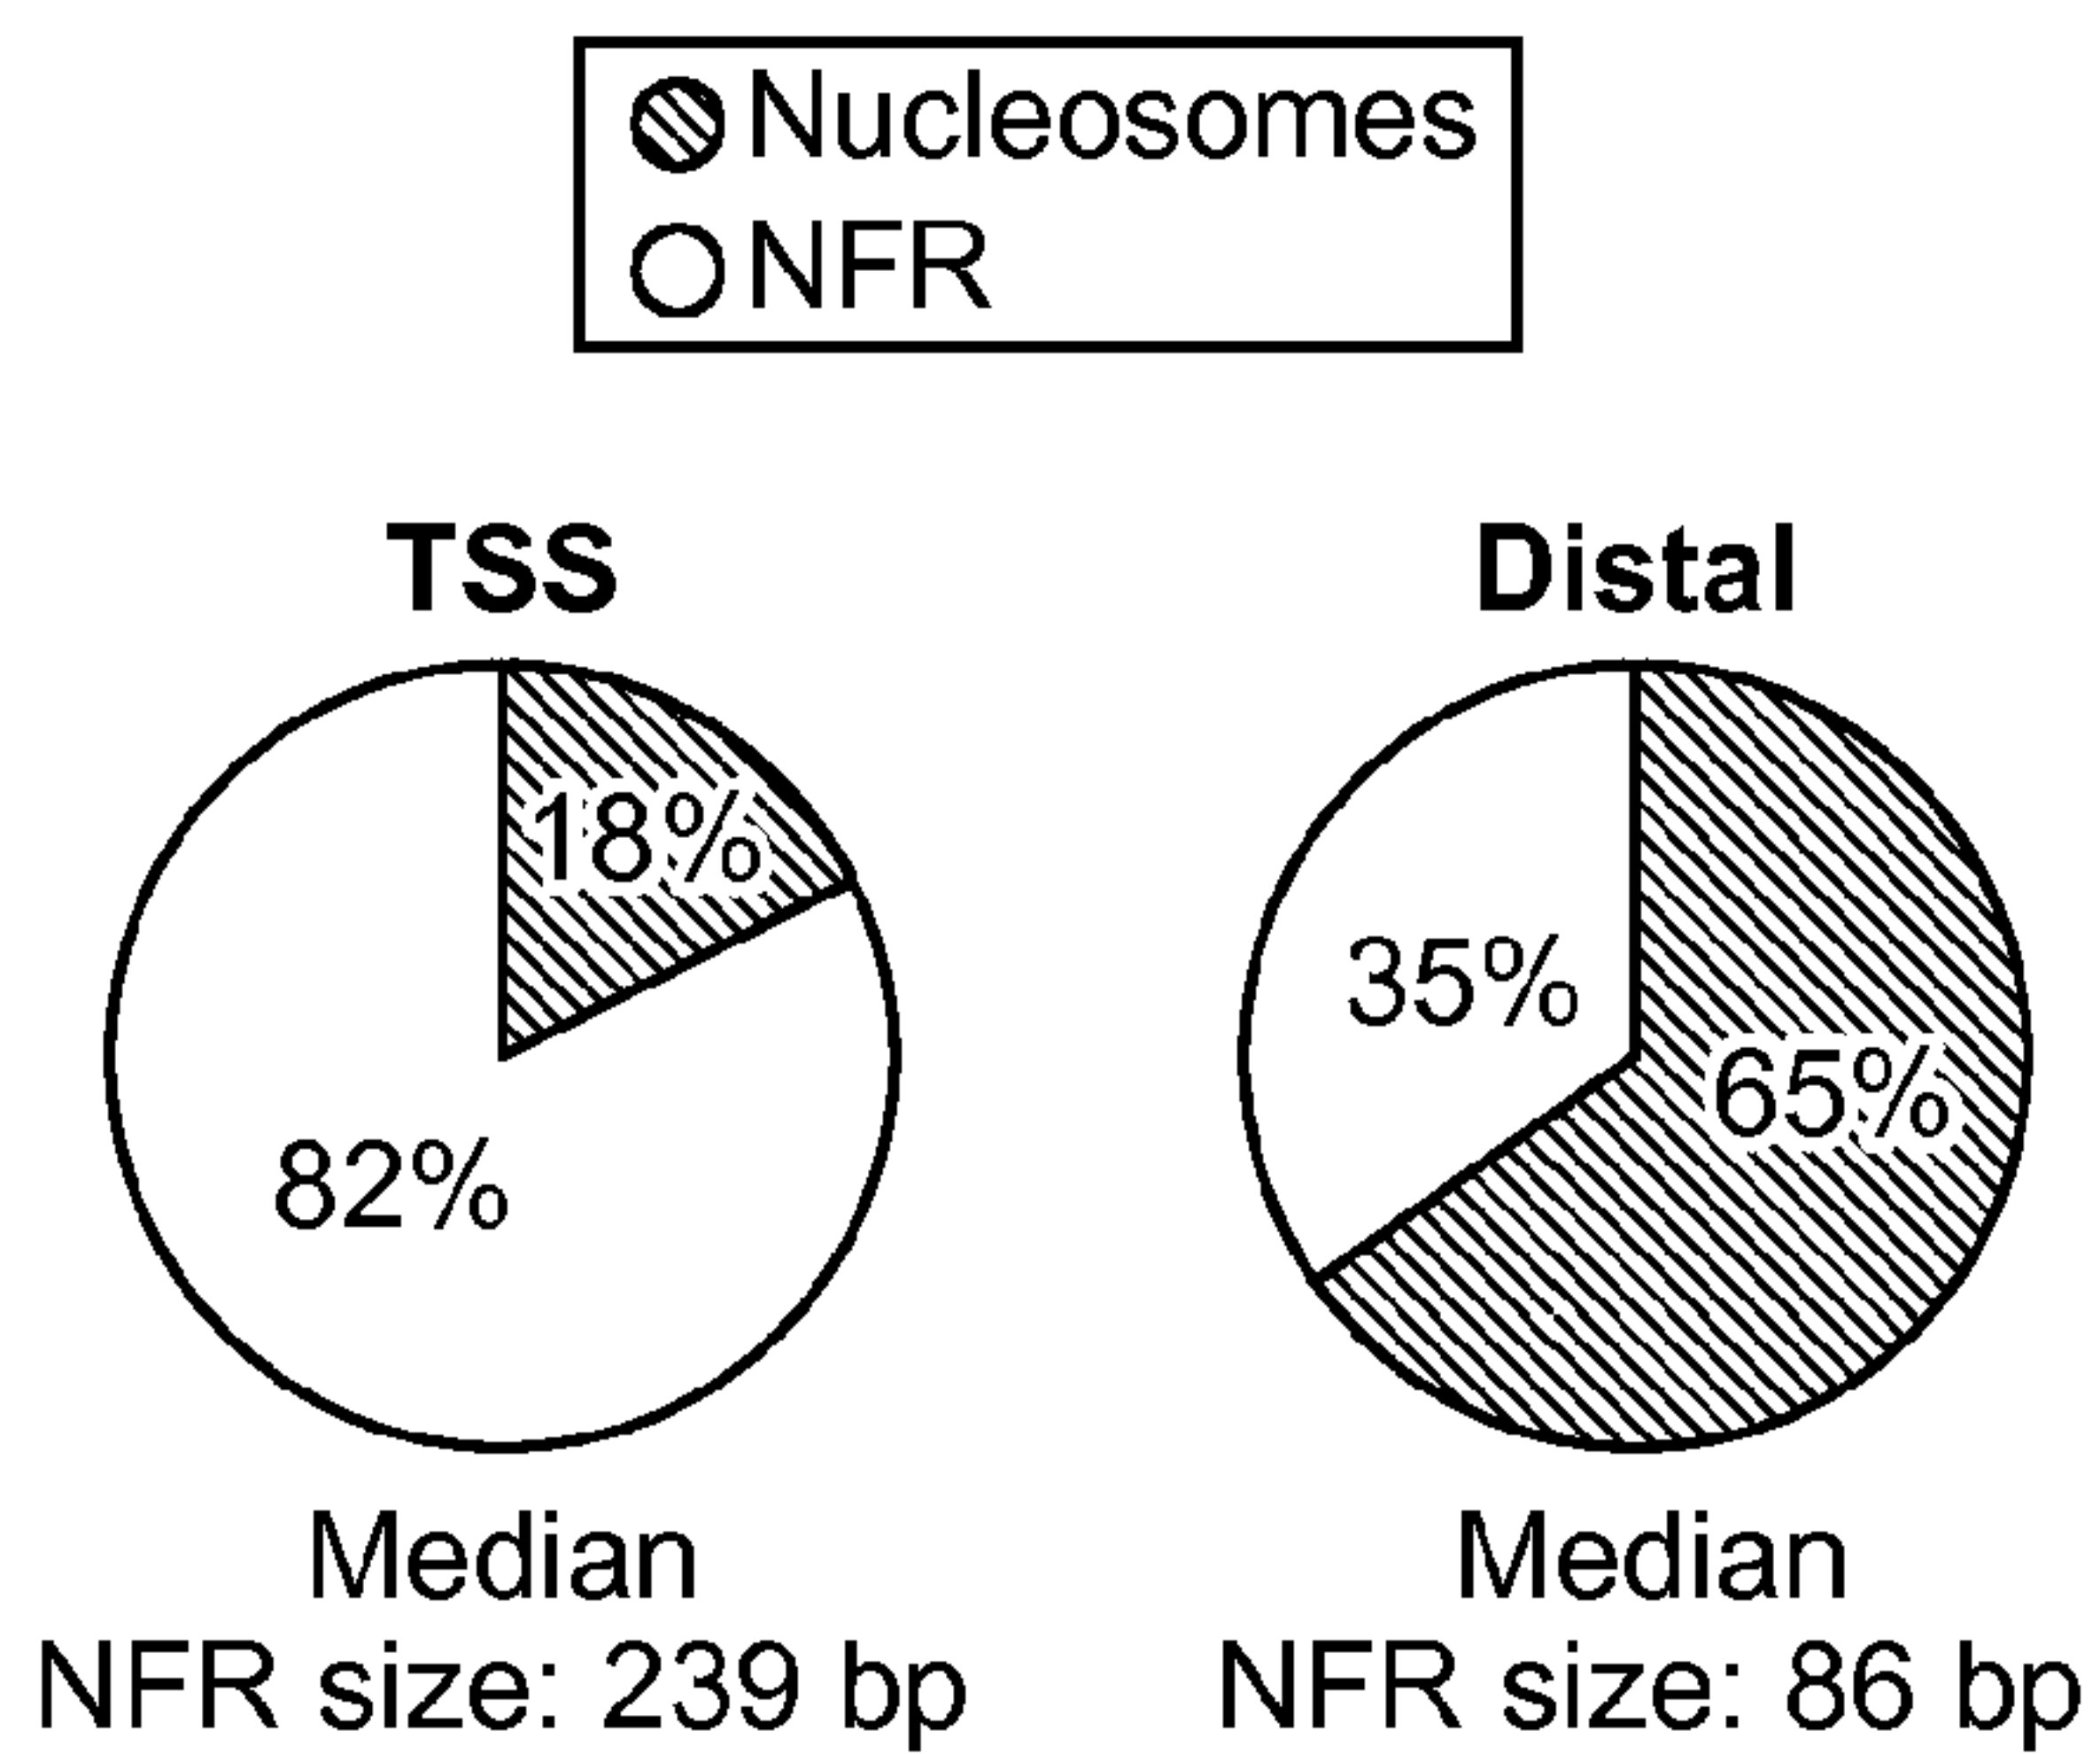 Nucleosomes
NFR
TSS
18%
82%
Median
NFR size: 239 bp
Distal
35%
65%
Median
NFR size: 86 bp